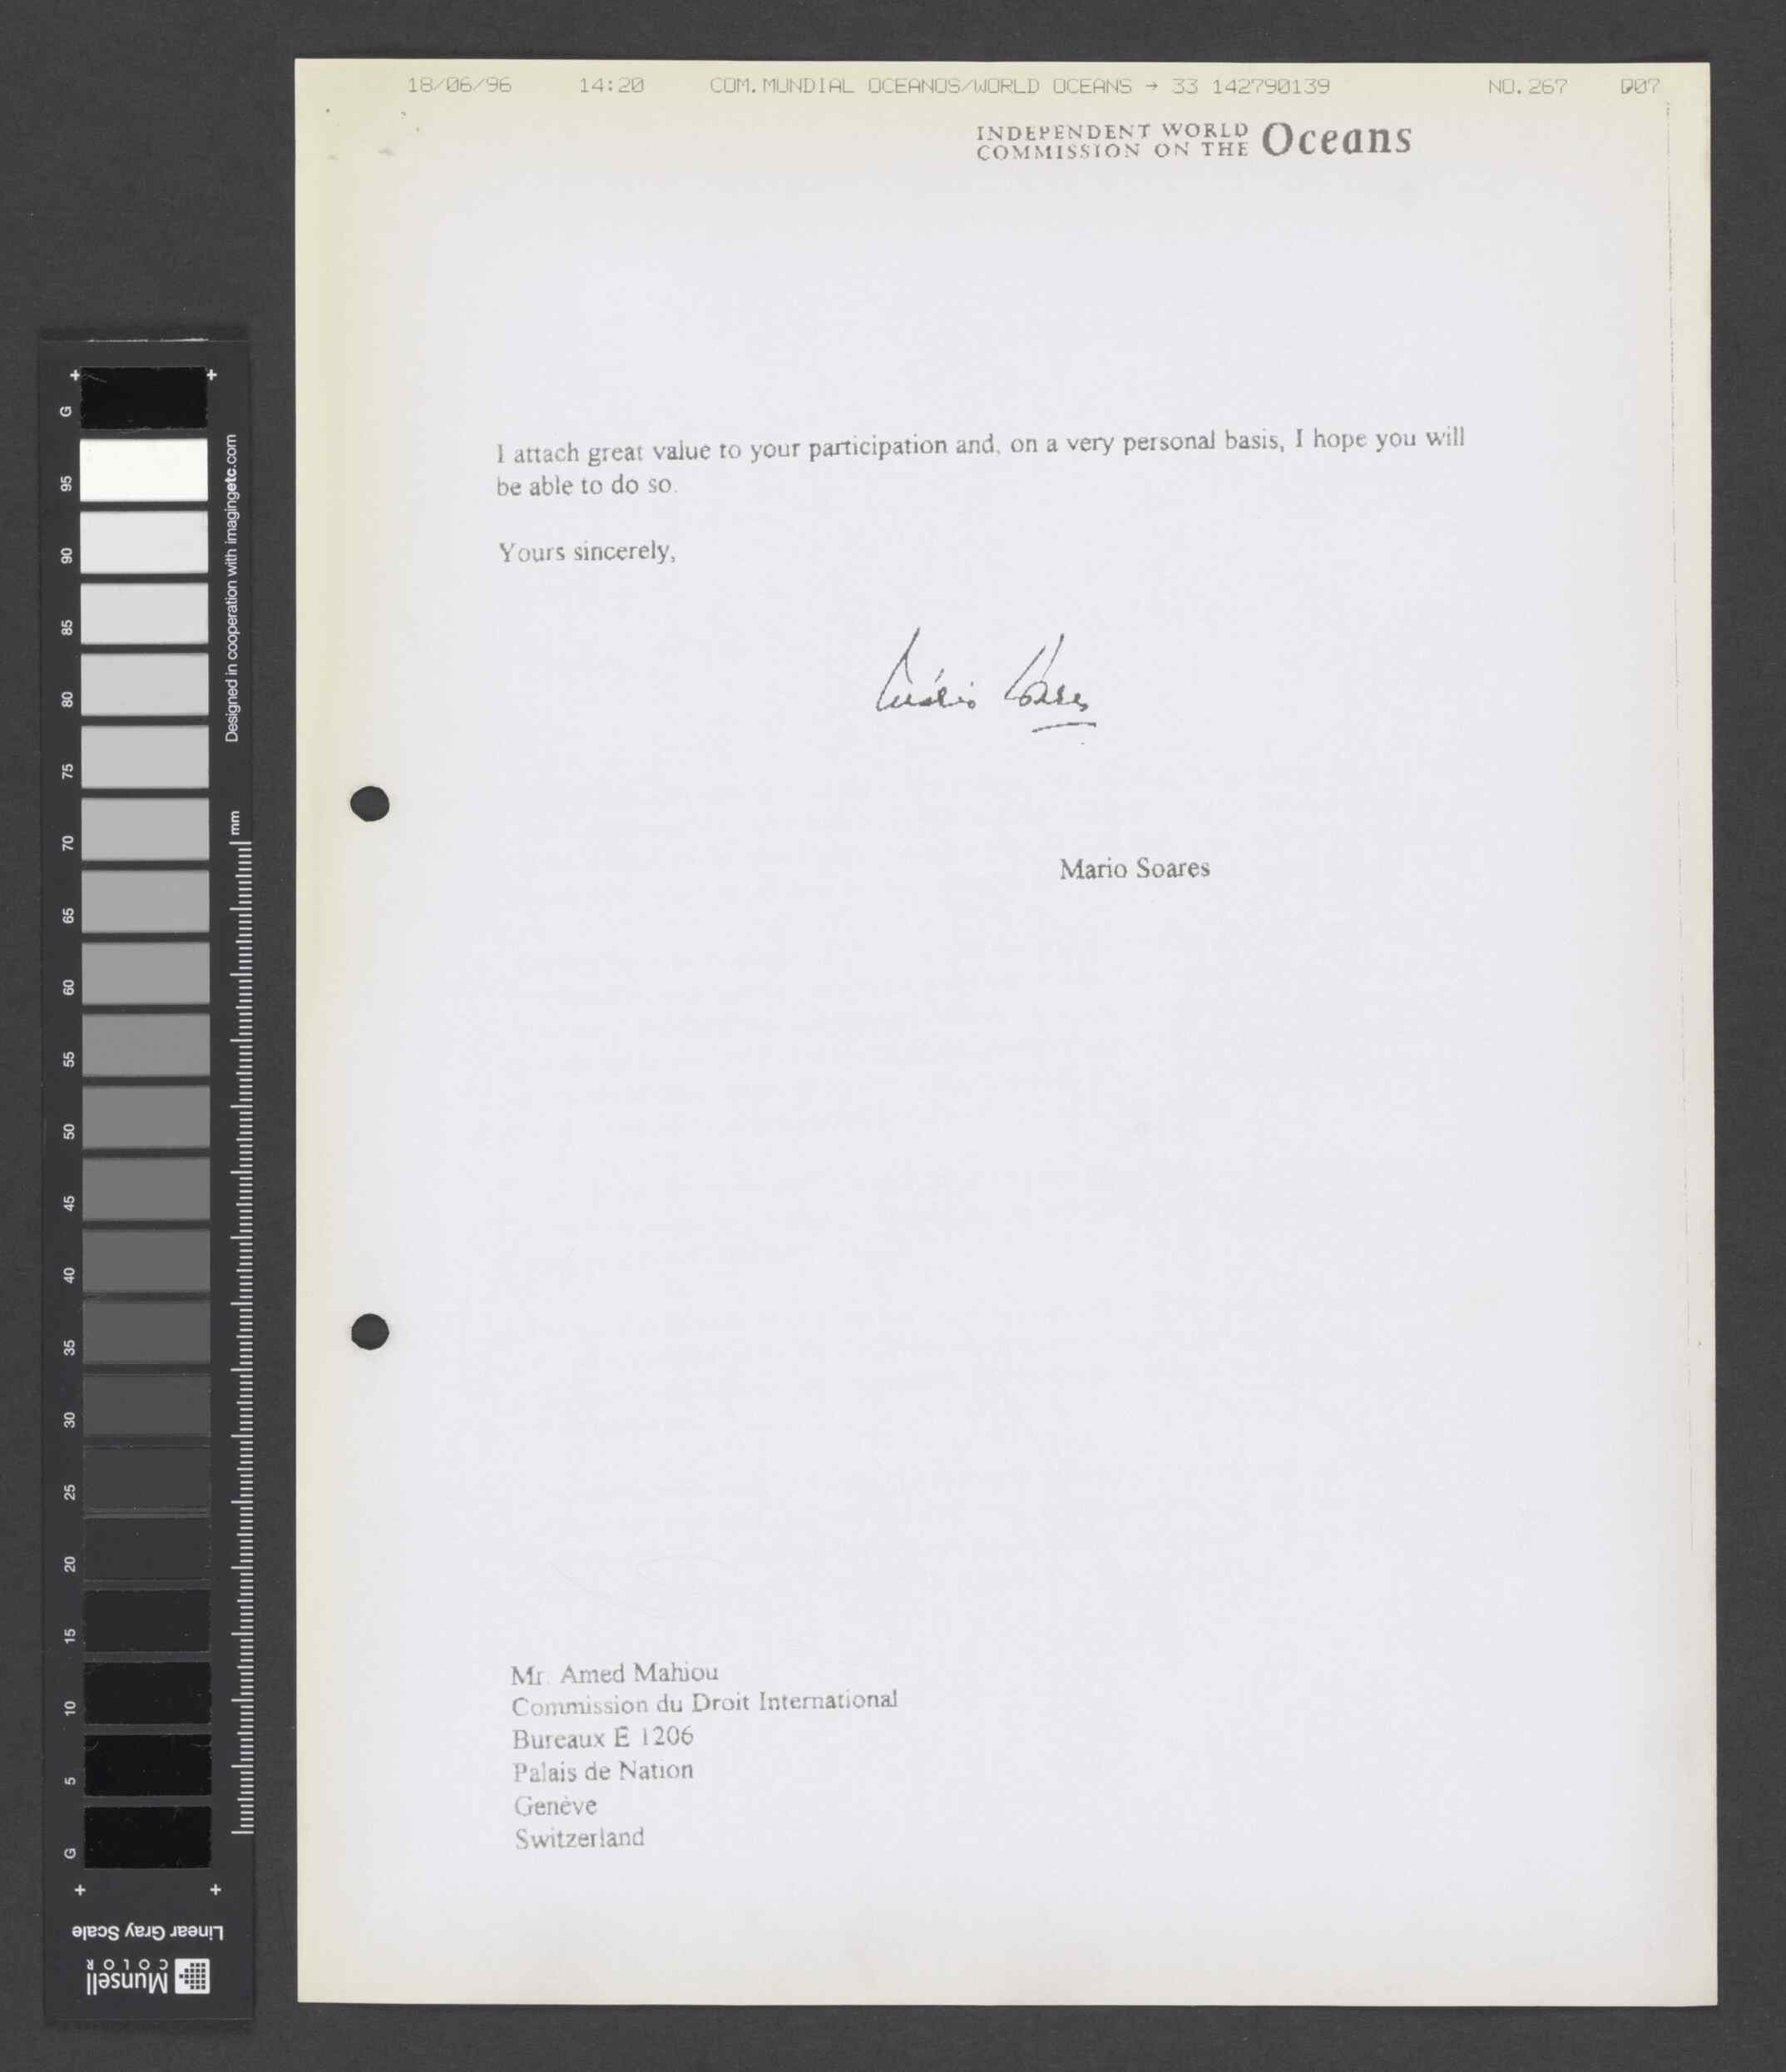 18/06/96 14:20 COM.MUNDIAL OCEANOS/WORLD OCEANS → 33 142790139 NO.267 D07
INDEPENDENT WORLD
COMMISSION ON THE Oceans
I attach great value to your participation and, on a very personal basis, I hope you will
be able to do so.
Yours sincerely,
Mário Soares
Mario Soares
Mr. Amed Mahiou
Commission du Droit International
Bureaux E 1206
Palais de Nation
Genève
Switzerland
G
95
90
85
80
75
70
65
60
55
50
45
40
35
30
25
20
15
10
5
G
Designed in cooperation with imagingetc.com
mm
Linear Gray Scale
Munsell
COLOR